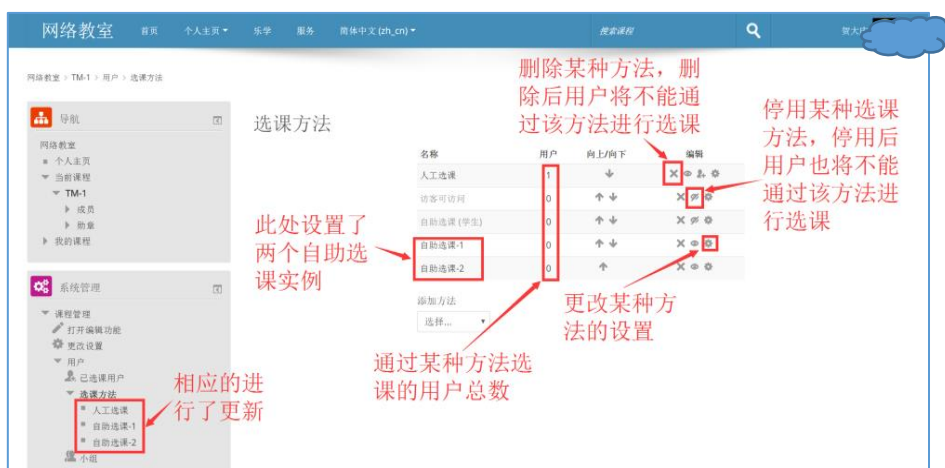 网络教室 首页 个人主页 乐学 服务 简体中文 (zh_cn) 搜索课程
网络教室 > TM-1 > 用户 > 选课方法
导航
网络教室
个人主页
当前课程
TM-1
成员
勋章
我的课程
系统管理
课程管理
打开编辑功能
更改设置
用户
已选课用户
选课方法
人工选课
自助选课-1
自助选课-2
小组
相应的进
行了更新
选课方法
名称 用户 向上/向下 编辑
人工选课 1
访客可访问 0
自助选课 (学生) 0
自助选课-1 0
自助选课-2 0
添加方法
选择...
此处设置了
两个自助选
课实例
删除某种方法，删
除后用户将不能通
过该方法进行选课
停用某种选课
方法，停用后
用户也将不能
通过该方法进
行选课
更改某种方
法的设置
通过某种方法选
课的用户总数